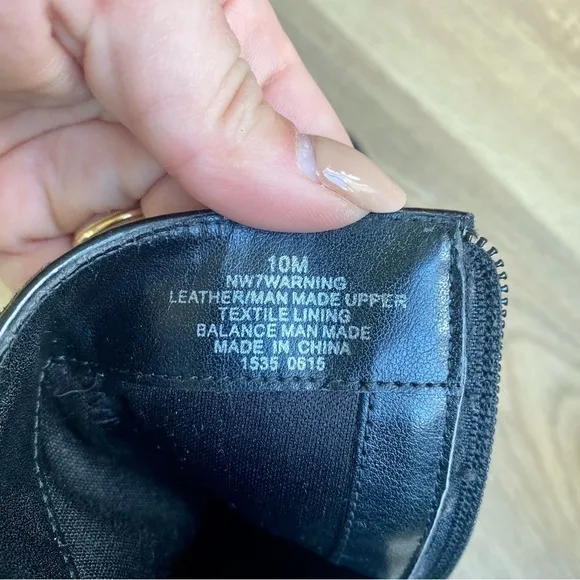 10M
NW7WARNING
LEATHER/MAN MADE UPPER
TEXTILE LINING
BALANCE MAN MADE
MADE IN CHINA
1535 0615